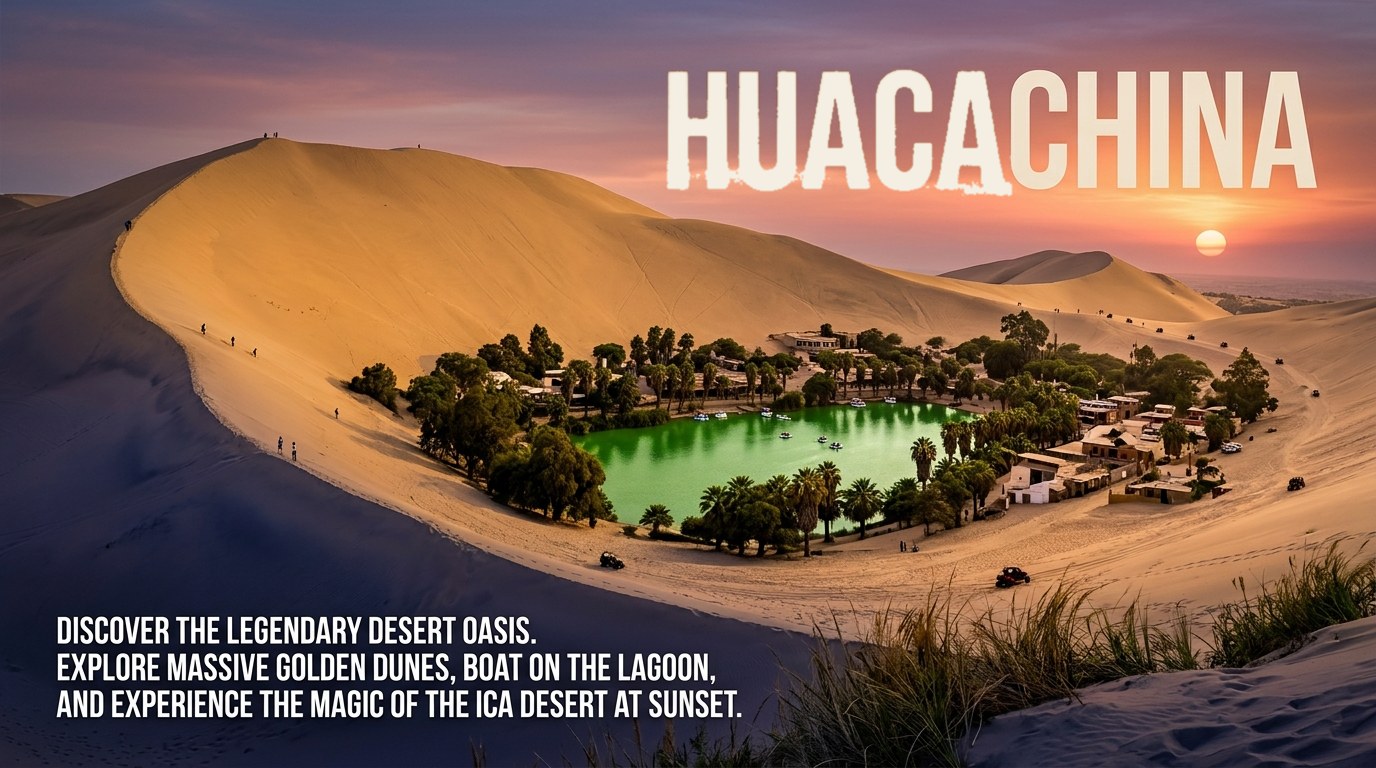 HUACACHINA
DISCOVER THE LEGENDARY DESERT OASIS.
EXPLORE MASSIVE GOLDEN DUNES, BOAT ON THE LAGOON,
AND EXPERIENCE THE MAGIC OF THE ICA DESERT AT SUNSET.